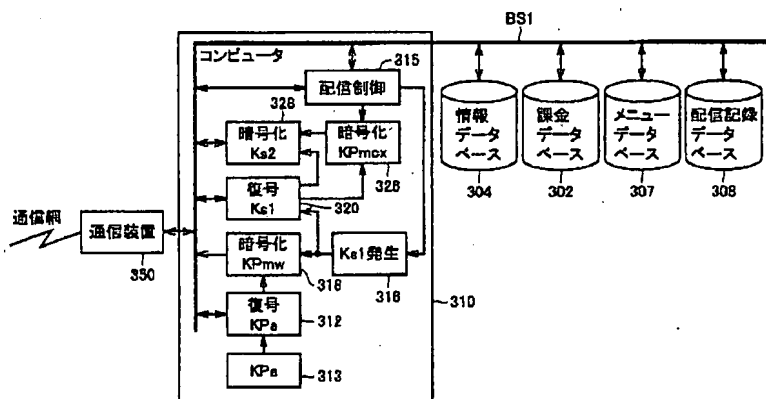 BS1
コンピュータ
315
配信制御
328
暗号化
Ks2
暗号化
KPmcx
326
復号
Ks1
320
通信網
通信装置
350
暗号化
KPmw
318
Ks1発生
316
310
復号
KPa
312
KPa
313
情報
データ
ベース
304
課金
データ
ベース
302
メニュー
データ
ベース
307
配信記録
データ
ベース
308